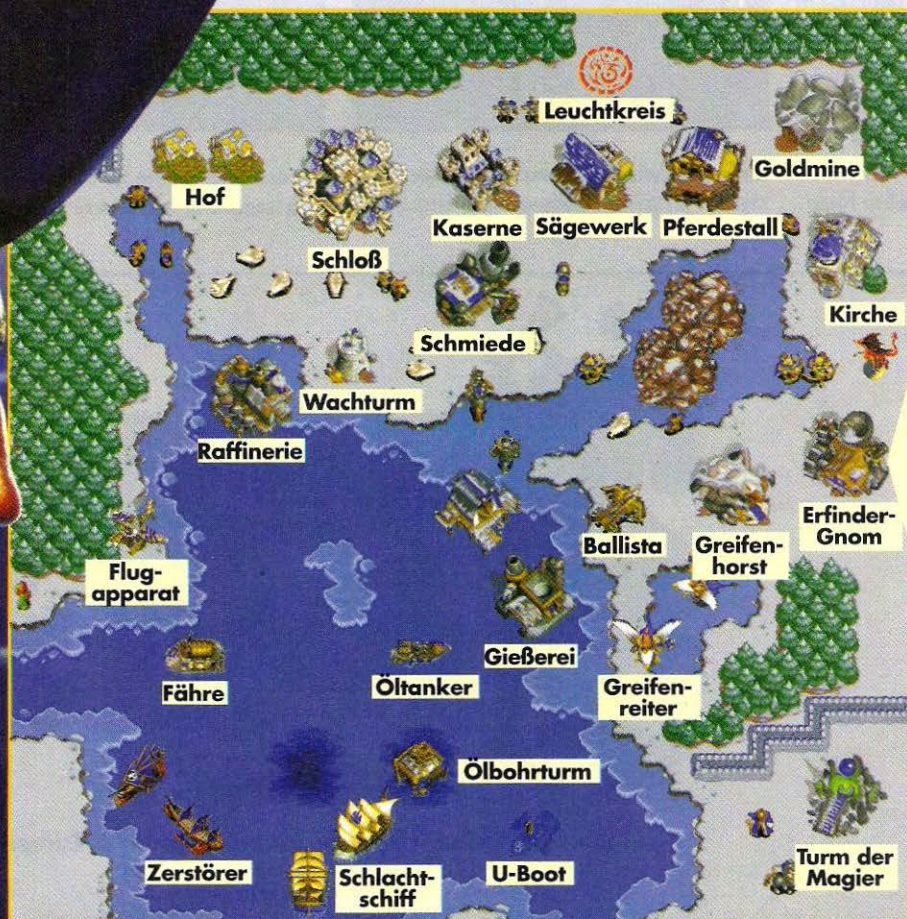 Leuchtkreis
Goldmine
Hof
Kaserne
Sägewerk
Pferdestall
Schloß
Kirche
Schmiede
Wachturm
Raffinerie
Ballista
Greifen-
horst
Erfinder-
Gnom
Flug-
apparat
Gießerei
Fähre
Öltanker
Greifen-
reiter
Ölbohrturm
Zerstörer
Schlacht-
schiff
U-Boot
Turm der
Magier